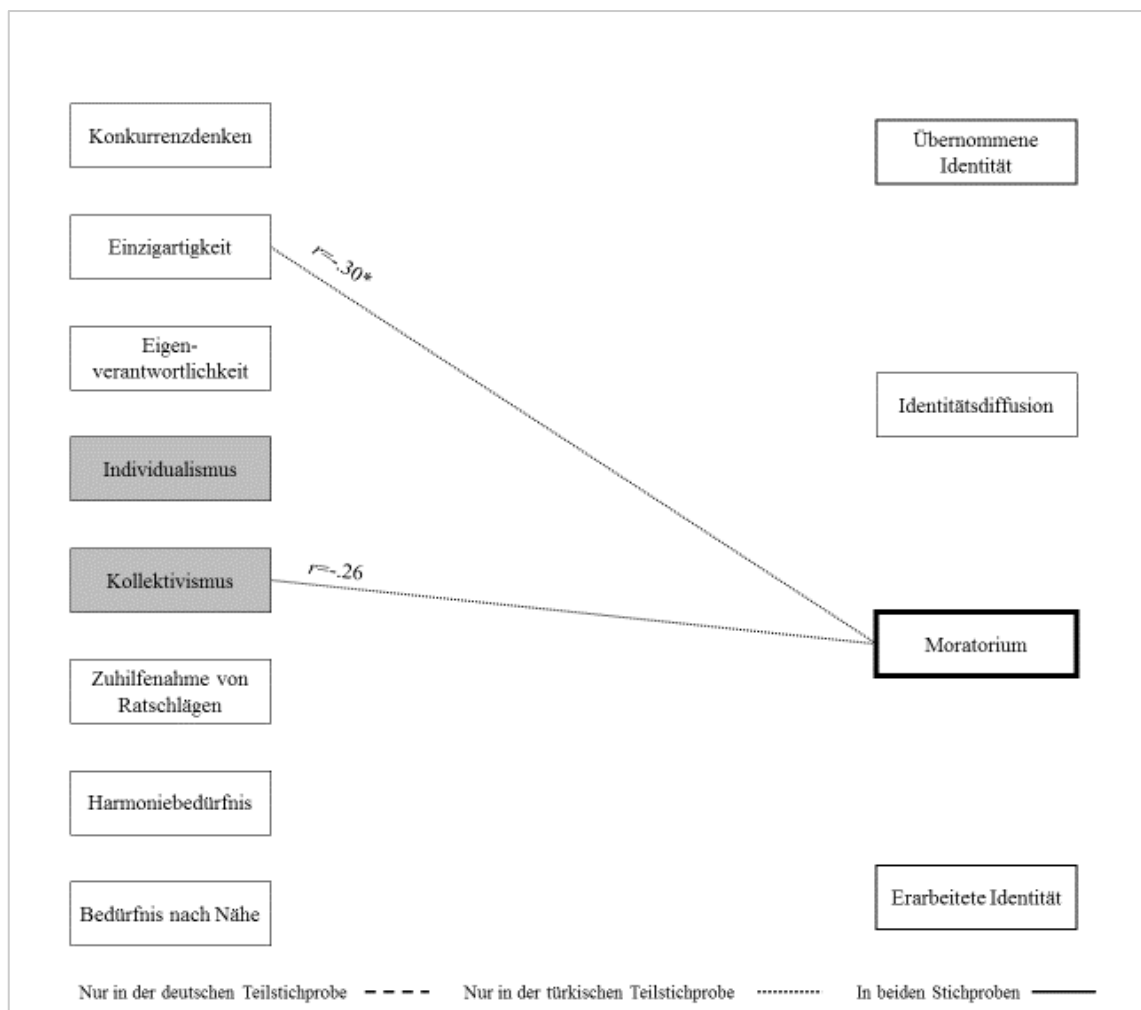 Konkurrenzdenken
Übernommene
Identität
Einzigartigkeit
r=-.30*
Eigen-
verantwortlichkeit
Identitätsdiffusion
Individualismus
Kollektivismus
r=-.26
Moratorium
Zuhilfenahme von
Ratschlägen
Harmoniebedürfnis
Erarbeitete Identität
Bedürfnis nach Nähe
Nur in der deutschen Teilstichprobe
Nur in der türkischen Teilstichprobe
In beiden Stichproben